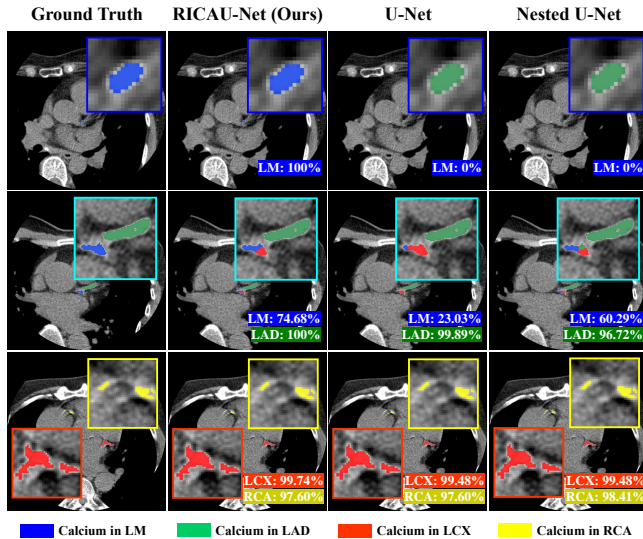 Ground Truth RICAU-Net (Ours) U-Net Nested U-Net
LM: 100% LM: 0% LM: 0%
LM: 74.68% LM: 23.03% LM: 60.29%
LAD: 100% LAD: 99.89% LAD: 96.72%
LCX: 99.74% LCX: 99.48% LCX: 99.48%
RCA: 97.60% RCA: 97.60% RCA: 98.41%
Calcium in LM Calcium in LAD Calcium in LCX Calcium in RCA